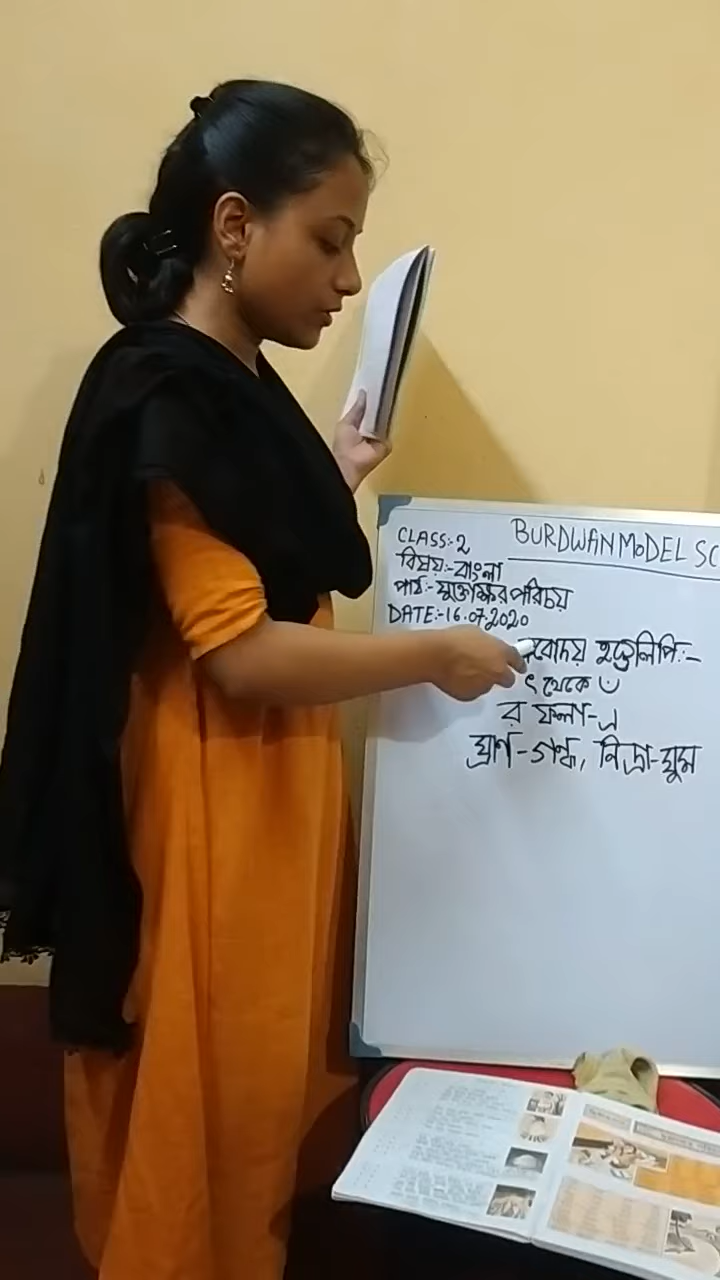 BURDWAN MODEL SC
CLASS:- 2
বিষয়:- বাংলা
পাঠ:- যুক্তাক্ষর পরিচয়
DATE:- 16.07.2020
হস্তলিপি:-
ৎ থেকে ঁ
র ফলা-্র
ঘ্রাণ-গন্ধ, নিদ্রা-ঘুম